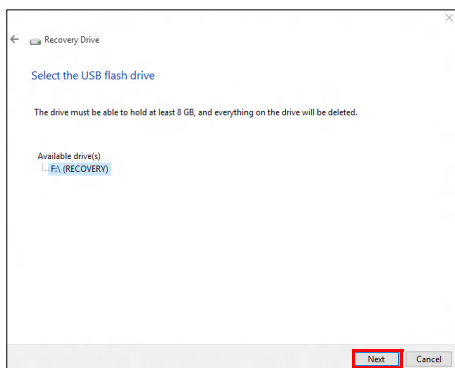 Recovery Drive
Select the USB flash drive
The drive must be able to hold at least 8 GB, and everything on the drive will be deleted.
Available drive(s)
F:\ (RECOVERY)
Next Cancel